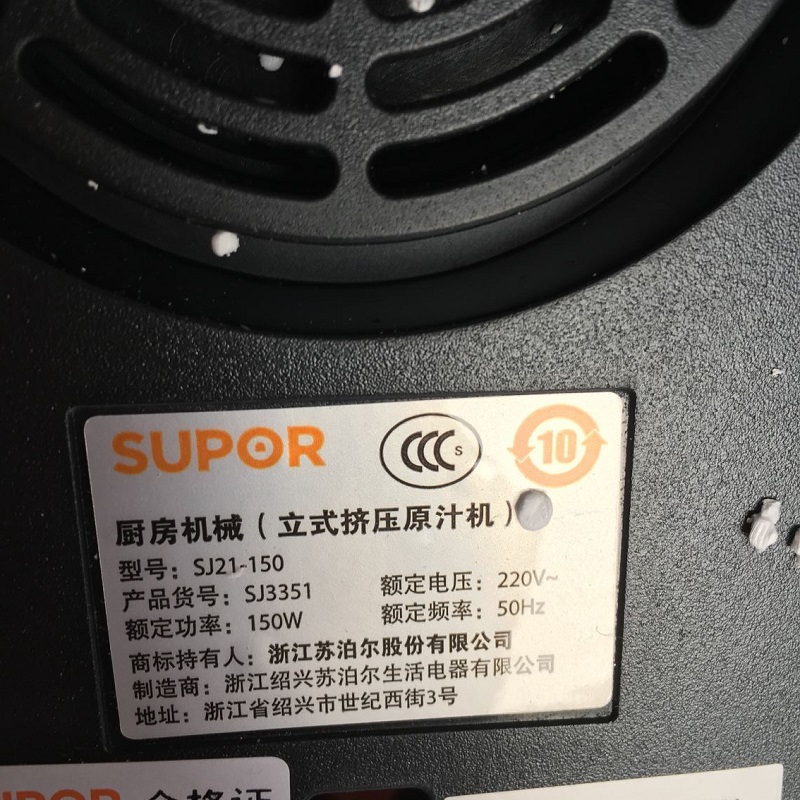 SUPOR
CCC S
10
厨房机械（立式挤压原汁机）
型号：SJ21-150
产品货号：SJ3351 额定电压：220V~
额定功率：150W 额定频率：50Hz
商标持有人：浙江苏泊尔股份有限公司
制造商：浙江绍兴苏泊尔生活电器有限公司
地址：浙江省绍兴市世纪西街3号
SUPOR 合格证